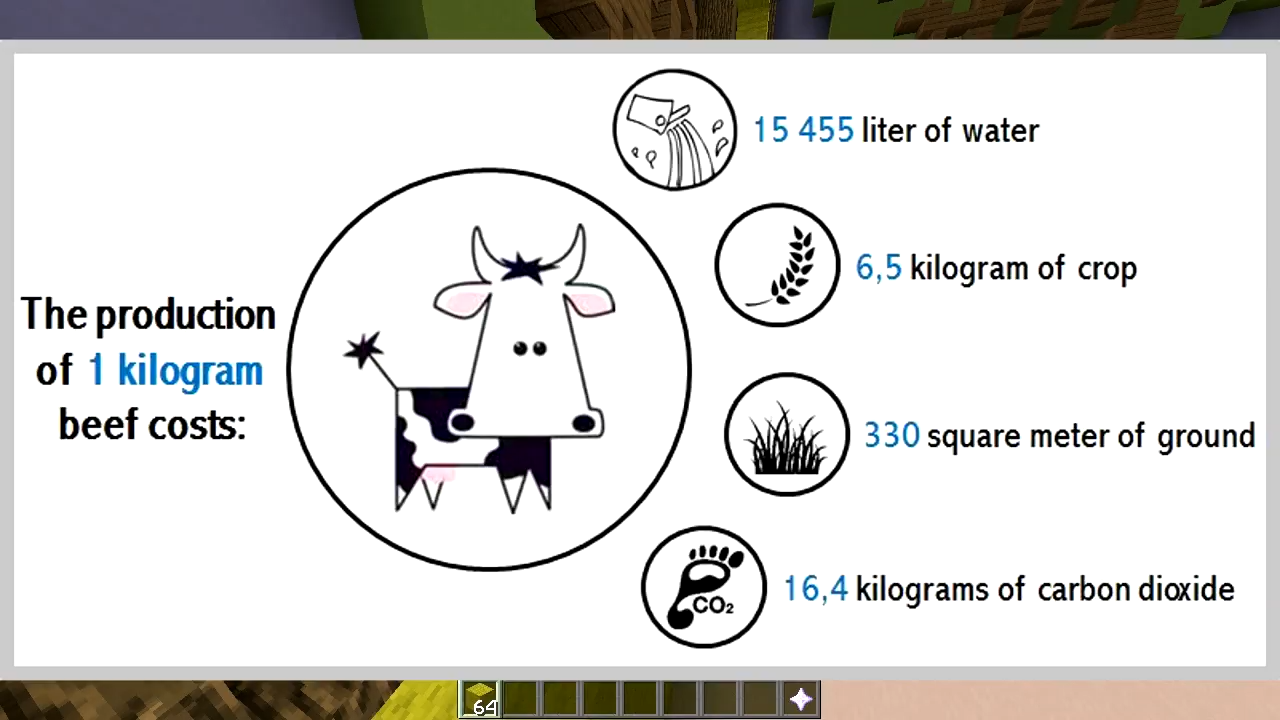 The production
of 1 kilogram
beef costs:
15 455 liter of water
6,5 kilogram of crop
330 square meter of ground
16,4 kilograms of carbon dioxide
CO₂
64